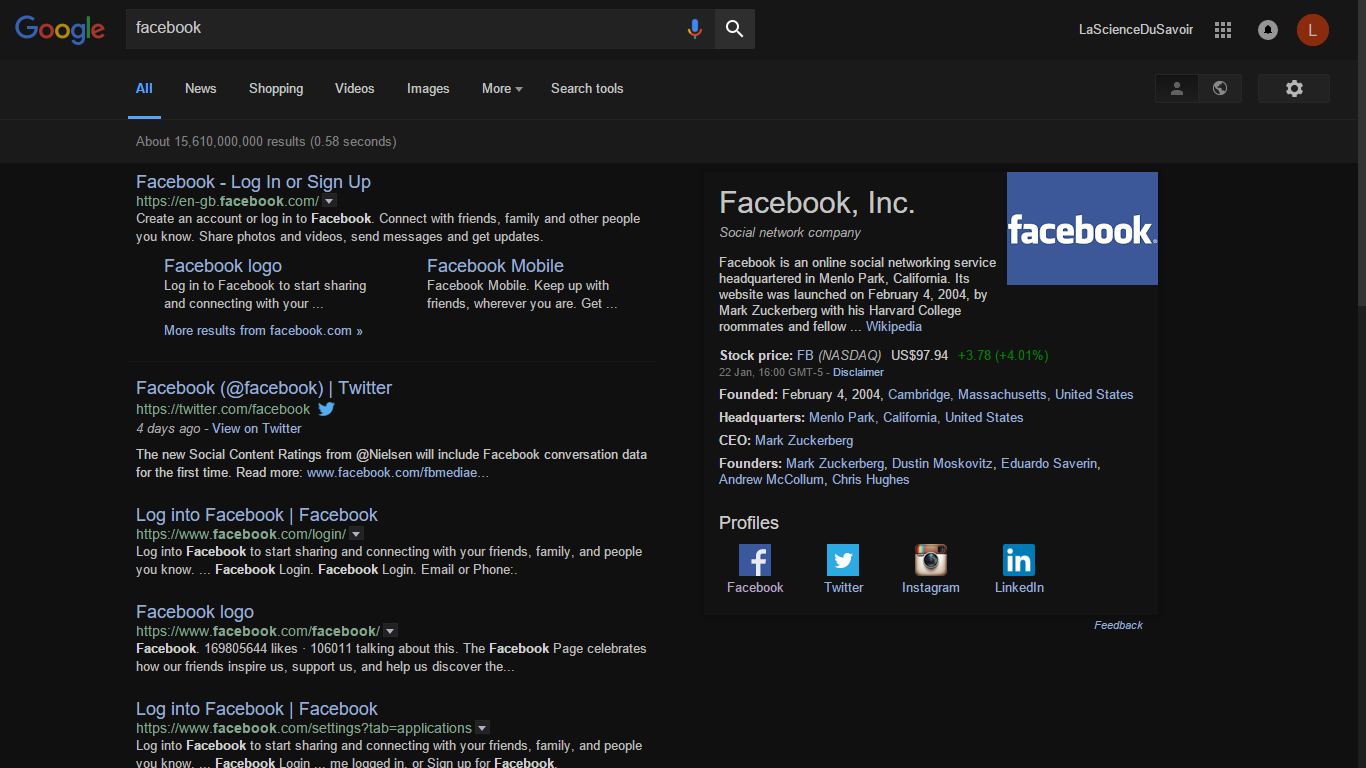 Google
facebook
LaScienceDuSavoir
L
All News Shopping Videos Images More Search tools
About 15,610,000,000 results (0.58 seconds)
Facebook - Log In or Sign Up
https://en-gb.facebook.com/
Create an account or log in to Facebook. Connect with friends, family and other people
you know. Share photos and videos, send messages and get updates.
Facebook logo
Log in to Facebook to start sharing
and connecting with your ...
Facebook Mobile
Facebook Mobile. Keep up with
friends, wherever you are. Get ...
More results from facebook.com »
Facebook (@facebook) | Twitter
https://twitter.com/facebook
4 days ago - View on Twitter
The new Social Content Ratings from @Nielsen will include Facebook conversation data
for the first time. Read more: www.facebook.com/fbmediae...
Log into Facebook | Facebook
https://www.facebook.com/login/
Log into Facebook to start sharing and connecting with your friends, family, and people
you know. ... Facebook Login. Facebook Login. Email or Phone:.
Facebook logo
https://www.facebook.com/facebook/
Facebook. 169805644 likes · 106011 talking about this. The Facebook Page celebrates
how our friends inspire us, support us, and help us discover the...
Log into Facebook | Facebook
https://www.facebook.com/settings?tab=applications
Log into Facebook to start sharing and connecting with your friends, family, and people
you know. ... Facebook Login ... me logged in. or Sign up for Facebook.
Facebook, Inc.
Social network company
facebook
Facebook is an online social networking service
headquartered in Menlo Park, California. Its
website was launched on February 4, 2004, by
Mark Zuckerberg with his Harvard College
roommates and fellow ... Wikipedia
Stock price: FB (NASDAQ) US$97.94 +3.78 (+4.01%)
22 Jan, 16:00 GMT-5 - Disclaimer
Founded: February 4, 2004, Cambridge, Massachusetts, United States
Headquarters: Menlo Park, California, United States
CEO: Mark Zuckerberg
Founders: Mark Zuckerberg, Dustin Moskovitz, Eduardo Saverin,
Andrew McCollum, Chris Hughes
Profiles
Facebook Twitter Instagram LinkedIn
Feedback